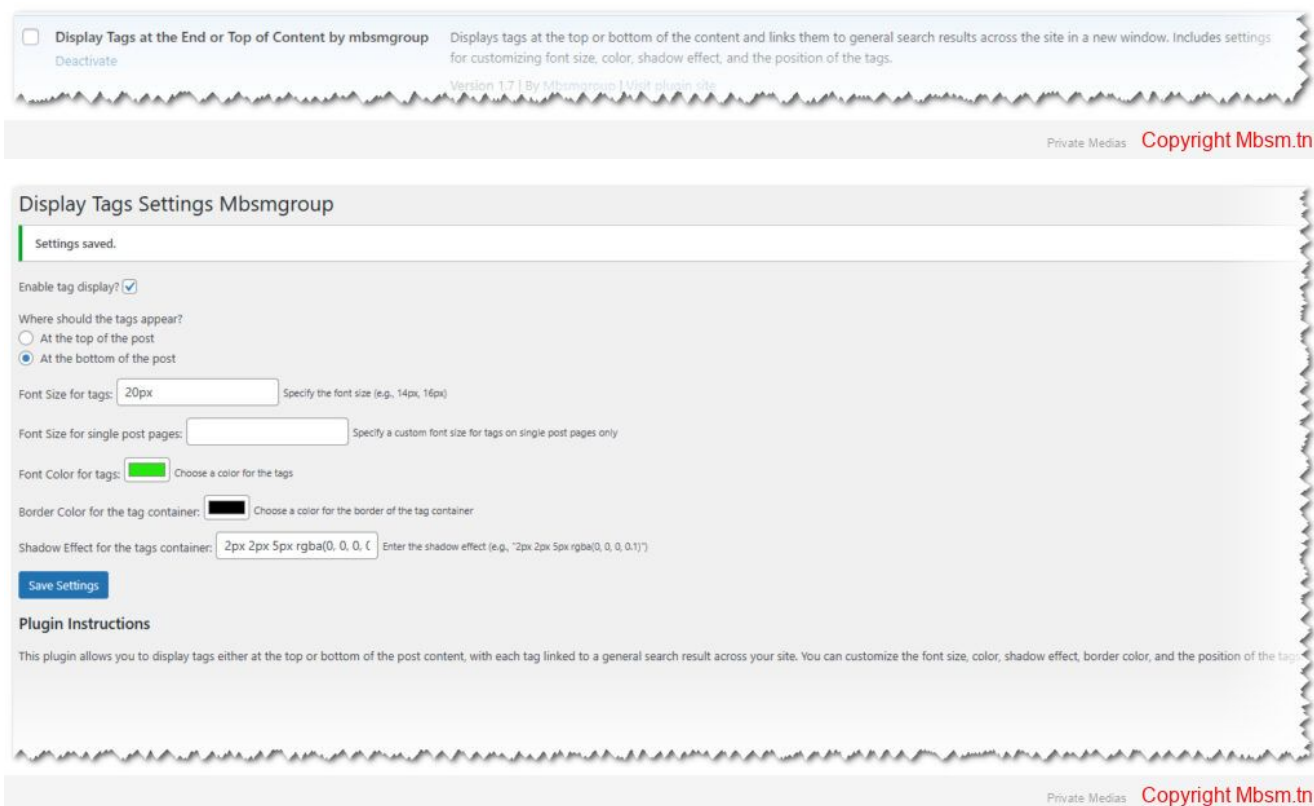 Display Tags at the End or Top of Content by mbsmgroup
Deactivate
Displays tags at the top or bottom of the content and links them to general search results across the site in a new window. Includes settings
for customizing font size, color, shadow effect, and the position of the tags.
Version 1.7 | By Mbsmgroup | Visit plugin site
Private Medias Copyright Mbsm.tn
Display Tags Settings Mbsmgroup
Settings saved.
Enable tag display?
Where should the tags appear?
At the top of the post
At the bottom of the post
Font Size for tags: 20px Specify the font size (e.g., 14px, 16px)
Font Size for single post pages: Specify a custom font size for tags on single post pages only
Font Color for tags: Choose a color for the tags
Border Color for the tag container: Choose a color for the border of the tag container
Shadow Effect for the tags container: 2px 2px 5px rgba(0, 0, 0, Enter the shadow effect (e.g., "2px 2px 5px rgba(0, 0, 0, 0.1)")
Save Settings
Plugin Instructions
This plugin allows you to display tags either at the top or bottom of the post content, with each tag linked to a general search result across your site. You can customize the font size, color, shadow effect, border color, and the position of the tags
Private Medias Copyright Mbsm.tn